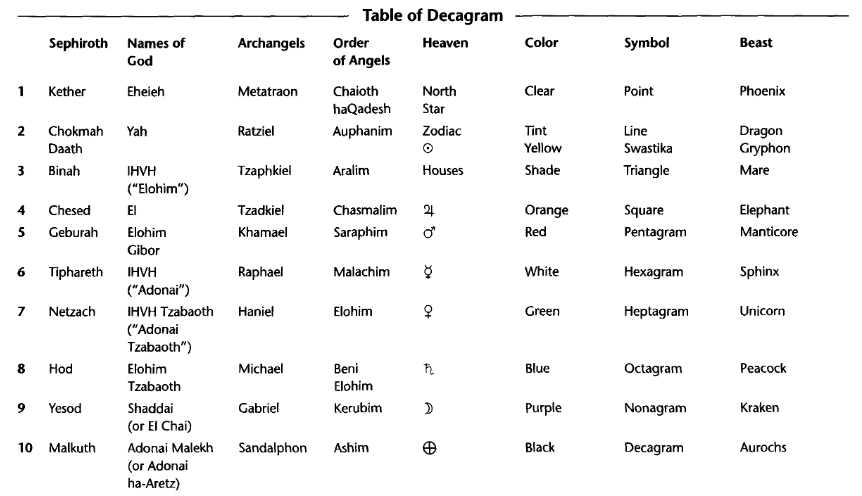 Table of Decagram
Sephiroth Names of God Archangels Order of Angels Heaven Color Symbol Beast
1 Kether Eheieh Metatraon Chaioth haQadesh North Star Clear Point Phoenix
2 Chokmah Yah Ratziel Auphanim Zodiac Tint Line Dragon
Daath ☉ Yellow Swastika Gryphon
3 Binah IHVH ("Elohim") Tzaphkiel Aralim Houses Shade Triangle Mare
4 Chesed El Tzadkiel Chasmalim ♃ Orange Square Elephant
5 Geburah Elohim Gibor Khamael Saraphim ♂ Red Pentagram Manticore
6 Tiphareth IHVH ("Adonai") Raphael Malachim ☿ White Hexagram Sphinx
7 Netzach IHVH Tzabaoth ("Adonai Tzabaoth") Haniel Elohim ♀ Green Heptagram Unicorn
8 Hod Elohim Tzabaoth Michael Beni Elohim ♄ Blue Octagram Peacock
9 Yesod Shaddai (or El Chai) Gabriel Kerubim ☽ Purple Nonagram Kraken
10 Malkuth Adonai Malekh (or Adonai ha-Aretz) Sandalphon Ashim ⊕ Black Decagram Aurochs